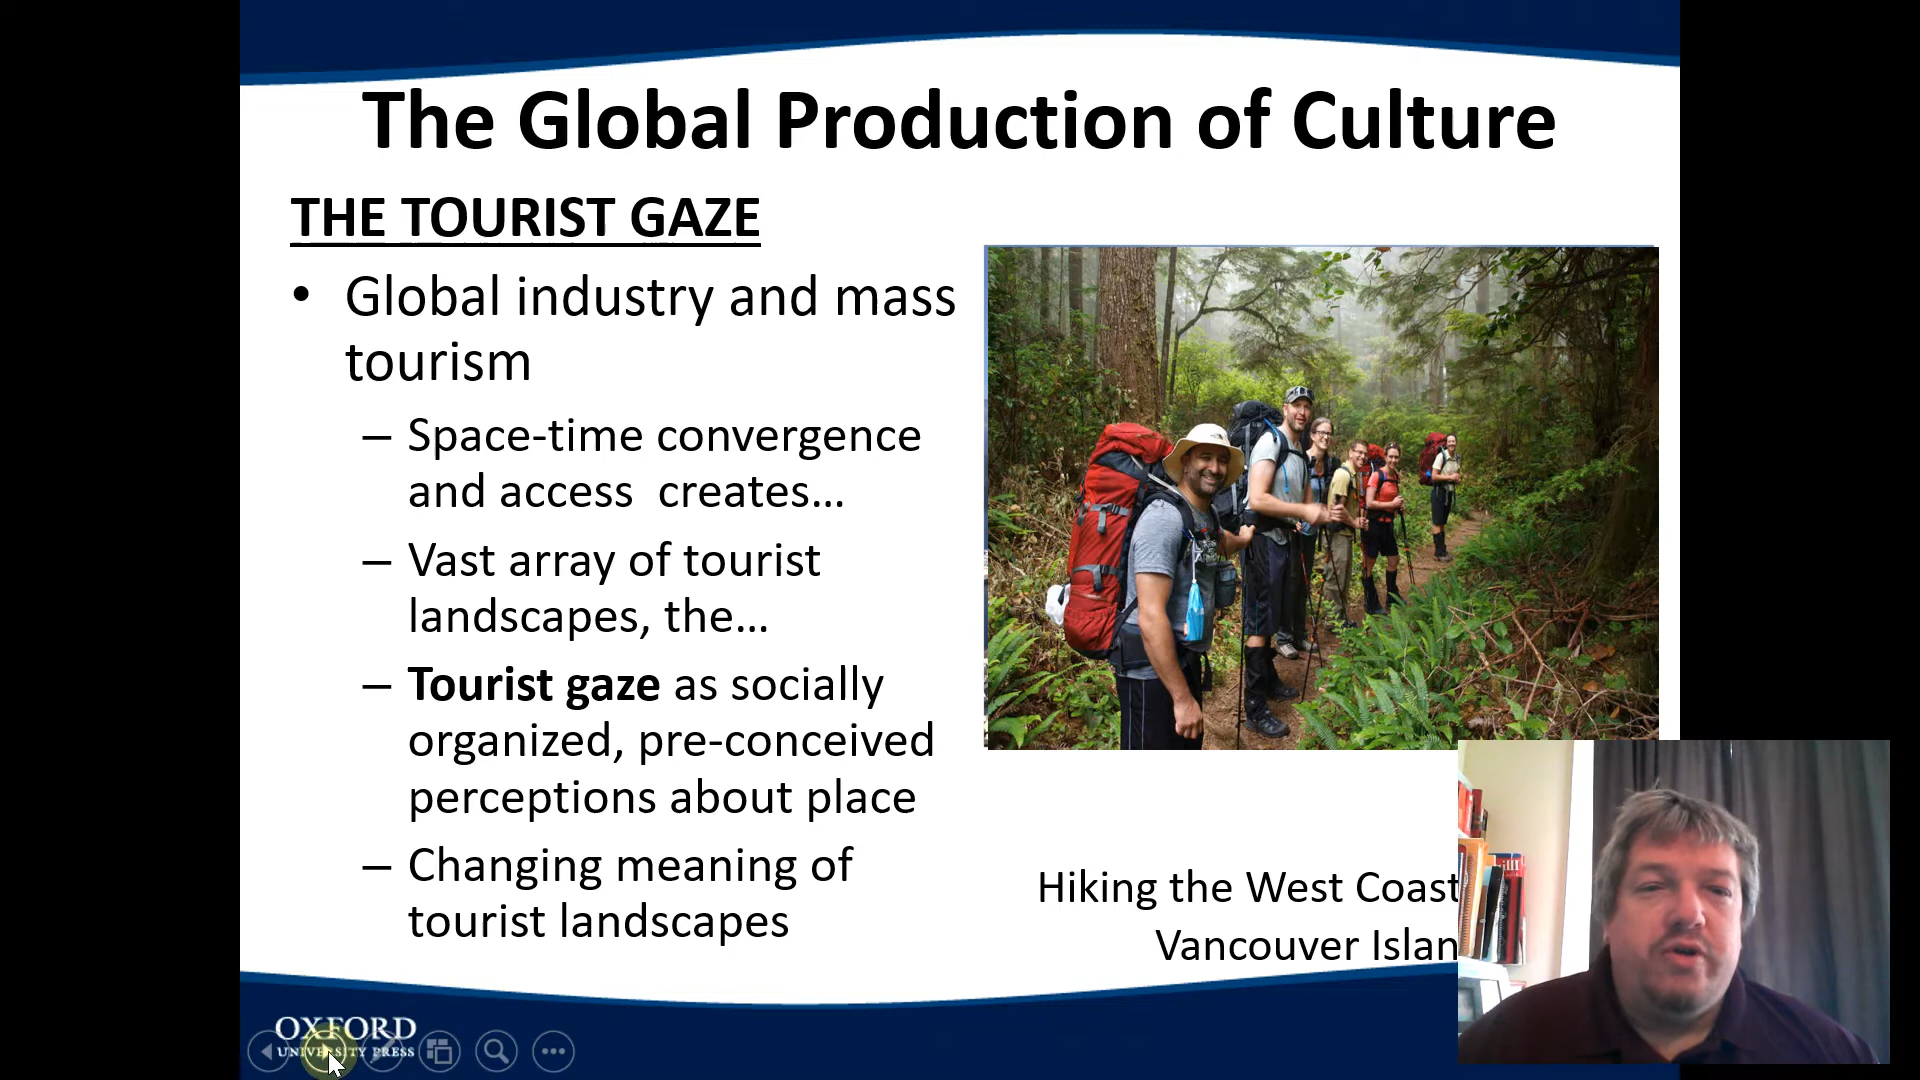 The Global Production of Culture
THE TOURIST GAZE
• Global industry and mass
tourism
– Space-time convergence
and access creates…
– Vast array of tourist
landscapes, the…
– Tourist gaze as socially
organized, pre-conceived
perceptions about place
– Changing meaning of
tourist landscapes
Hiking the West Coast
Vancouver Islan
OXFORD
UNIVERSITY PRESS